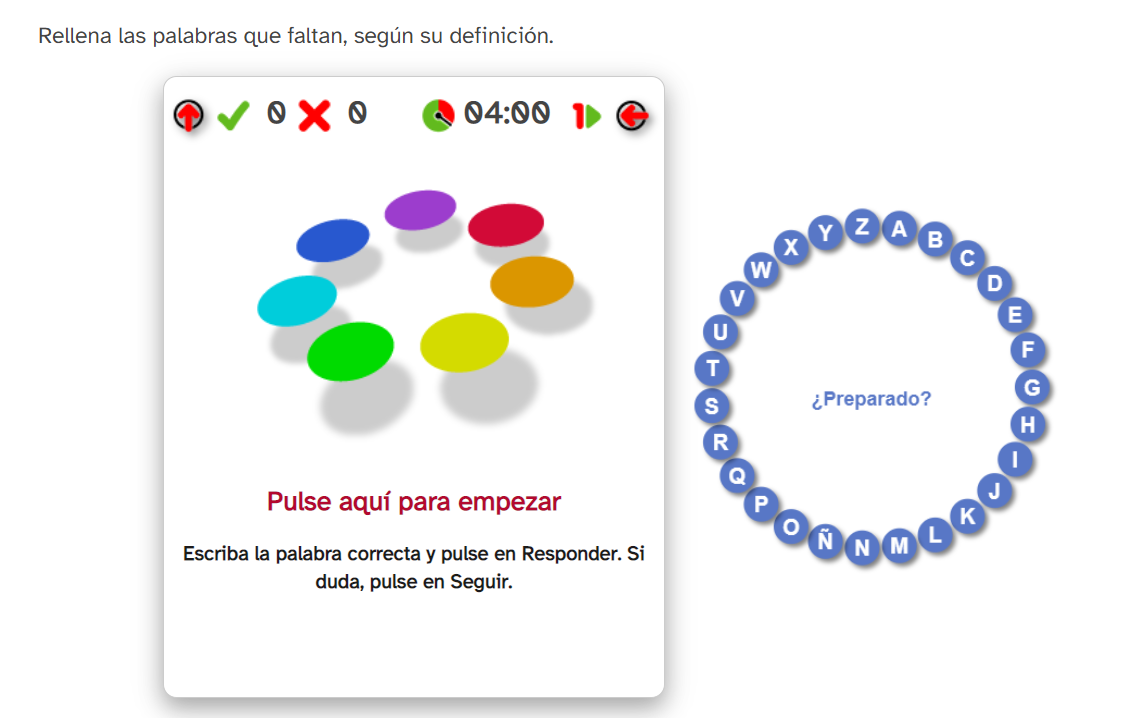 Rellena las palabras que faltan, según su definición.
0 0 04:00 1
Pulse aquí para empezar
Escriba la palabra correcta y pulse en Responder. Si
duda, pulse en Seguir.
A
B
C
D
E
F
G
H
I
J
K
L
M
N
Ñ
O
P
Q
R
S
T
U
V
W
X
Y
Z
¿Preparado?